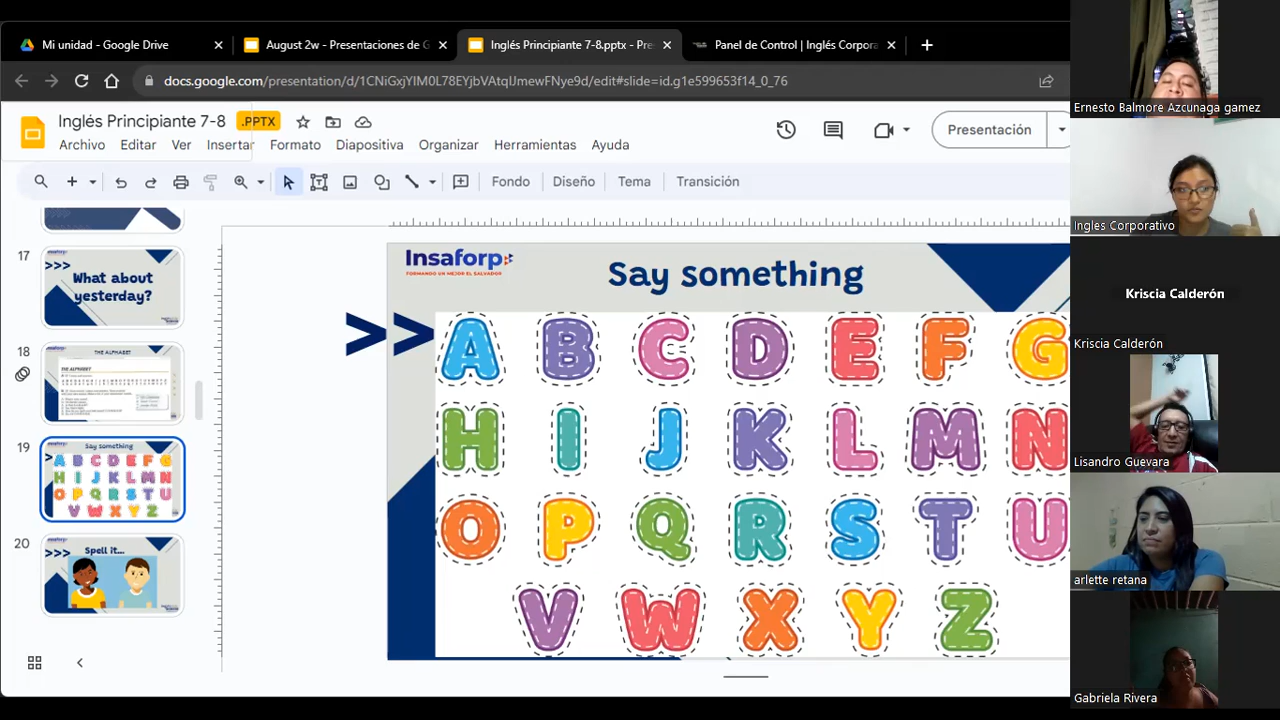 Mi unidad - Google Drive
August 2w - Presentaciones de G
Inglés Principiante 7-8.pptx - Pre
Panel de Control | Inglés Corpora
docs.google.com/presentation/d/1CNiGxjYIM0L78EYjbVAtqIJmewFNye9d/edit#slide=id.g1e599653f14_0_76
Inglés Principiante 7-8 .PPTX
Archivo Editar Ver Insertar Formato Diapositiva Organizar Herramientas Ayuda
Presentación
Fondo Diseño Tema Transición
17
Insaforp
>>>
What about
yesterday?
18
THE ALPHABET
THE ALPHABET
19
Say something
A B C D E F G
H I J K L M N
O P Q R S T U
V W X Y Z
20
>>> Spell it...
Insaforp
FORMANDO UN MEJOR EL SALVADOR
Say something
>>
A B C D E F G
H I J K L M N
O P Q R S T U
V W X Y Z
Ernesto Balmore Azcunaga gamez
Ingles Corporativo
Kriscia Calderón
Kriscia Calderón
Lisandro Guevara
arlette retana
Gabriela Rivera